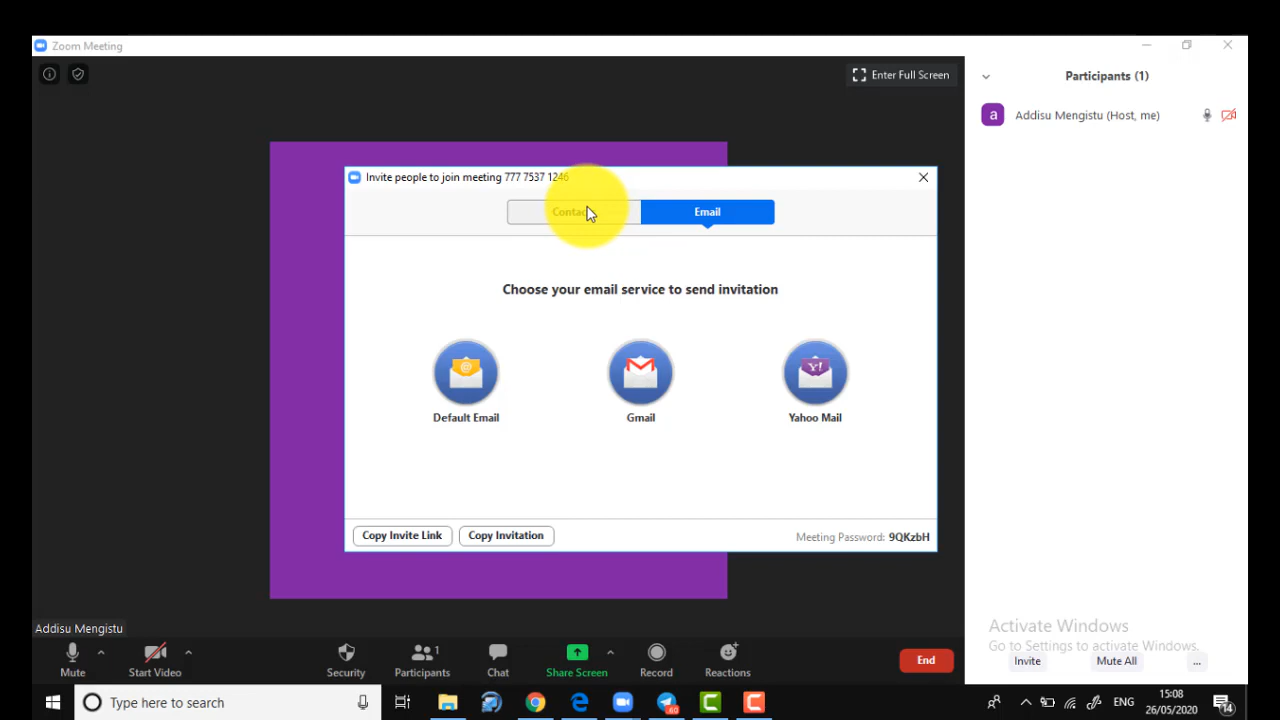 Zoom Meeting
Enter Full Screen
Participants (1)
a
Addisu Mengistu (Host, me)
Invite people to join meeting 777 7537 1246
Email
Choose your email service to send invitation
@
Y!
Default Email
Gmail
Yahoo Mail
Copy Invite Link
Copy Invitation
Meeting Password: 9QKzbH
Addisu Mengistu
Activate Windows
Go to Settings to activate Windows.
1
Mute
Start Video
Security
Participants
Chat
Share Screen
Record
Reactions
End
Invite
Mute All
...
Type here to search
60
ENG
15:08
26/05/2020
14